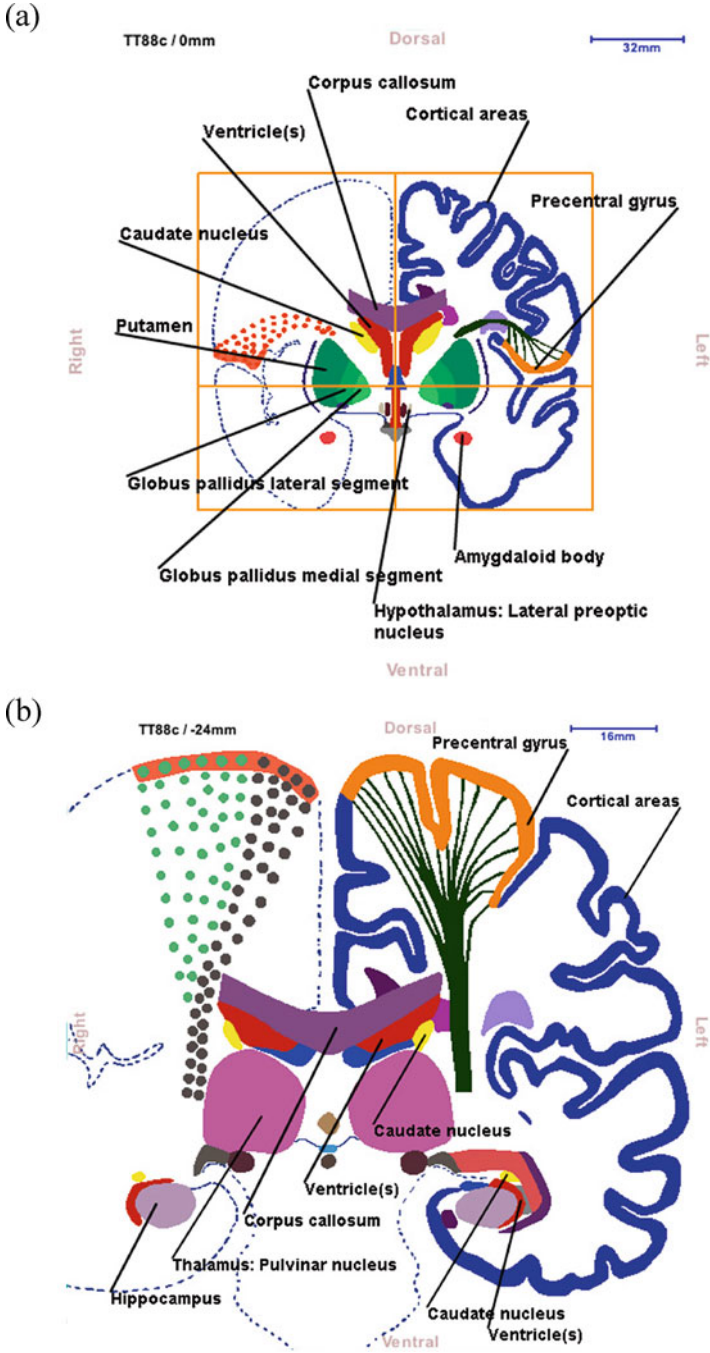 (a)
TT88c / 0mm
Dorsal
32mm
Corpus callosum
Cortical areas
Ventricle(s)
Precentral gyrus
Caudate nucleus
Putamen
Right
Left
Globus pallidus lateral segment
Amygdaloid body
Globus pallidus medial segment
Hypothalamus: Lateral preoptic
nucleus
Ventral
(b)
TT88c / -24mm
Dorsal
16mm
Precentral gyrus
Cortical areas
Right
Left
Caudate nucleus
Ventricle(s)
Corpus callosum
Thalamus: Pulvinar nucleus
Hippocampus
Caudate nucleus
Ventricle(s)
Ventral